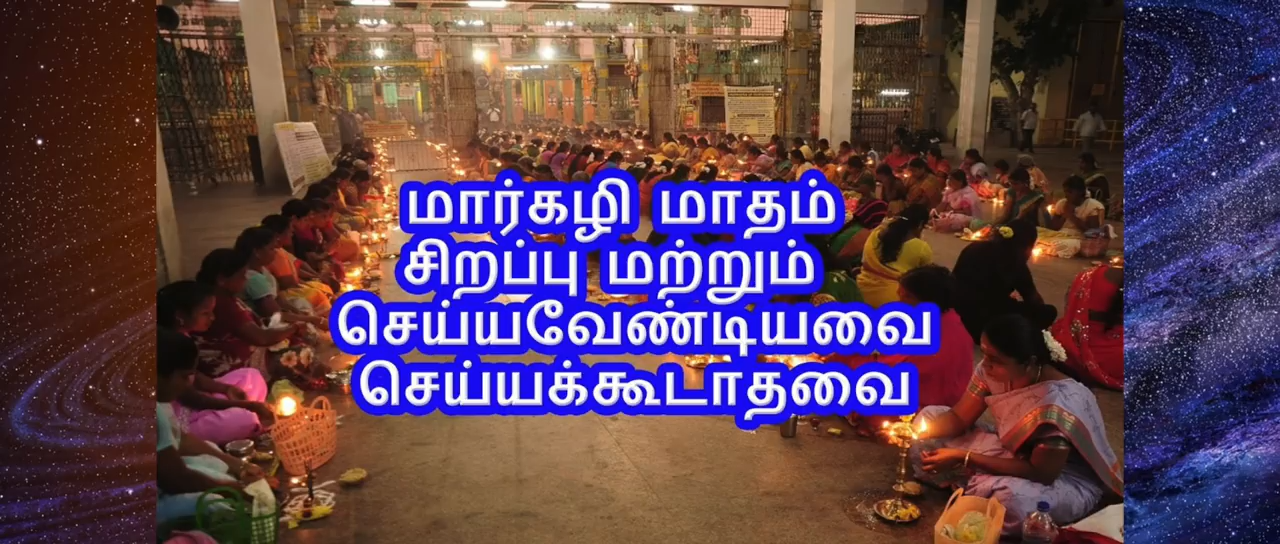 மார்கழி மாதம்
சிறப்பு மற்றும்
செய்யவேண்டியவை
செய்யக்கூடாதவை